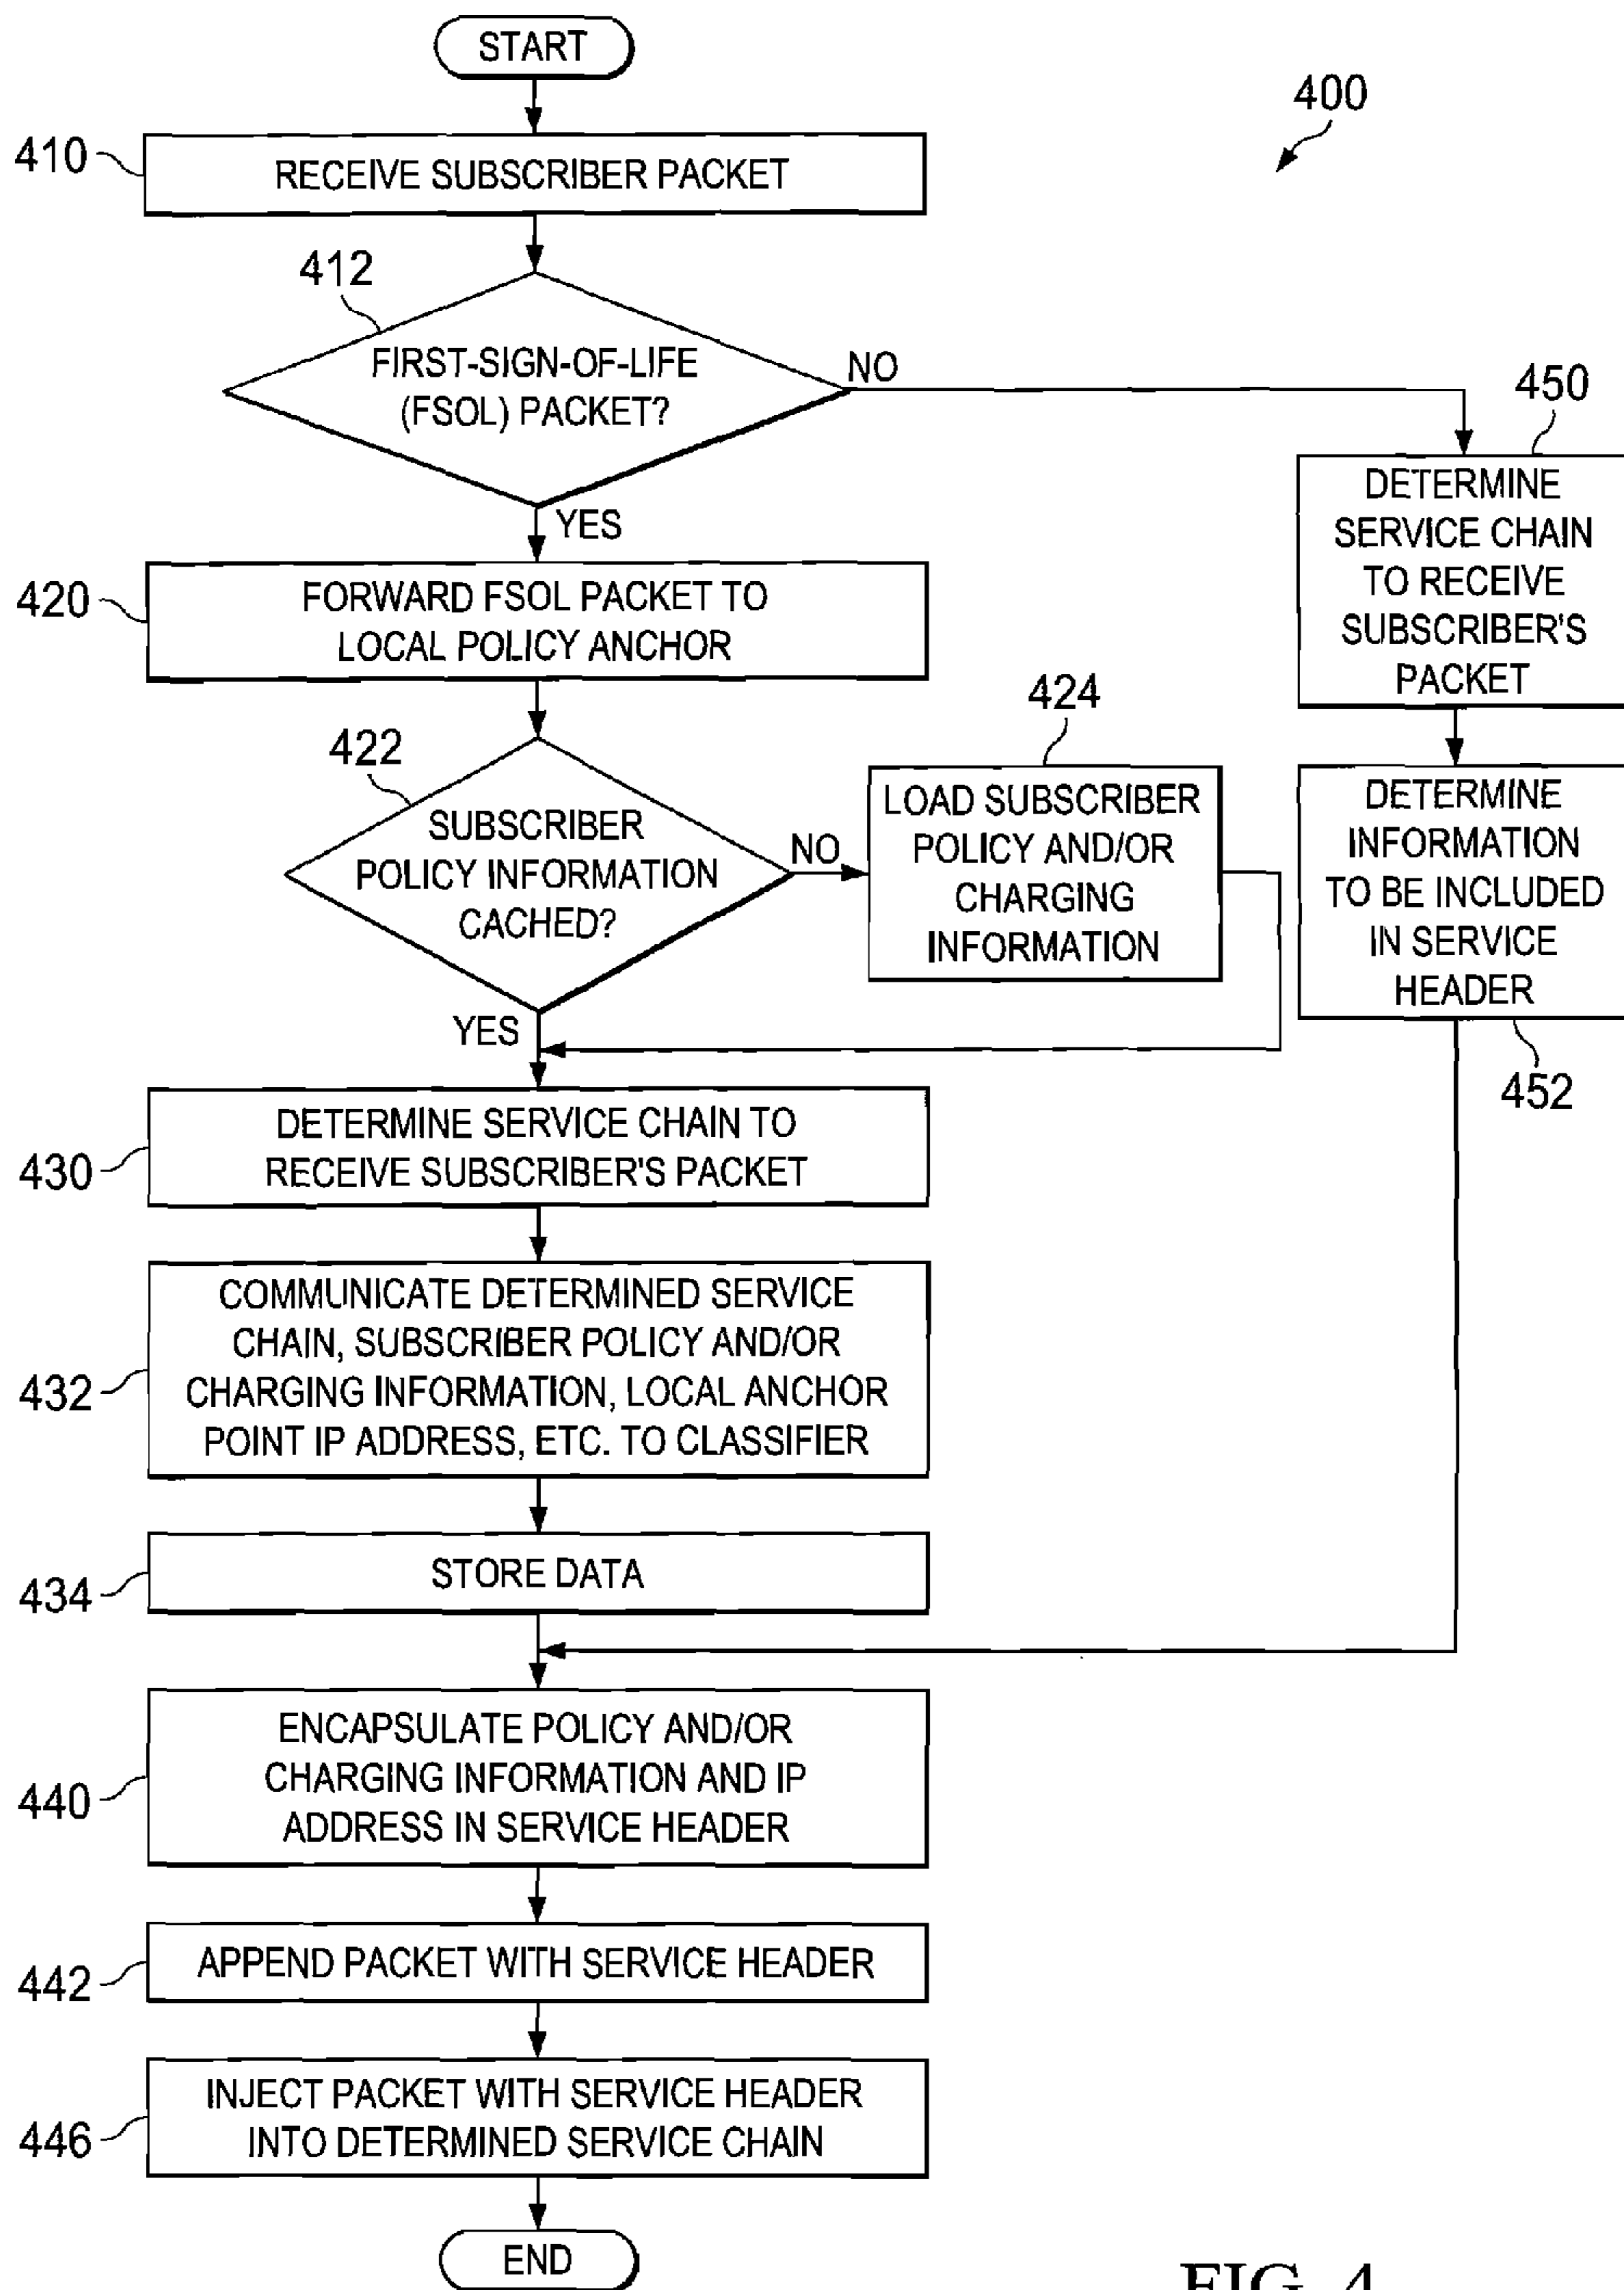 START
400
410
RECEIVE SUBSCRIBER PACKET
412
FIRST-SIGN-OF-LIFE
(FSOL) PACKET?
NO
YES
450
DETERMINE
SERVICE CHAIN
TO RECEIVE
SUBSCRIBER'S
PACKET
420
FORWARD FSOL PACKET TO
LOCAL POLICY ANCHOR
422
SUBSCRIBER
POLICY INFORMATION
CACHED?
NO
YES
424
LOAD SUBSCRIBER
POLICY AND/OR
CHARGING
INFORMATION
DETERMINE
INFORMATION
TO BE INCLUDED
IN SERVICE
HEADER
452
430
DETERMINE SERVICE CHAIN TO
RECEIVE SUBSCRIBER'S PACKET
432
COMMUNICATE DETERMINED SERVICE
CHAIN, SUBSCRIBER POLICY AND/OR
CHARGING INFORMATION, LOCAL ANCHOR
POINT IP ADDRESS, ETC. TO CLASSIFIER
434
STORE DATA
440
ENCAPSULATE POLICY AND/OR
CHARGING INFORMATION AND IP
ADDRESS IN SERVICE HEADER
442
APPEND PACKET WITH SERVICE HEADER
446
INJECT PACKET WITH SERVICE HEADER
INTO DETERMINED SERVICE CHAIN
END
FIG. 4